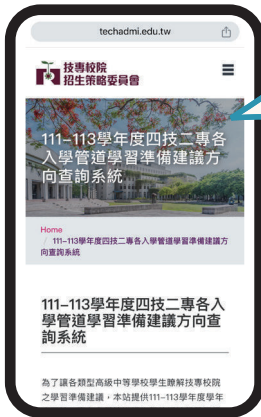 techadmi.edu.tw
技專校院
招生策略委員會
111-113學年度四技二專各
入學管道學習準備建議方
向查詢系統
Home
/ 111-113學年度四技二專各入學管道學習準備建議方
向查詢系統
111-113學年度四技二專各入
學管道學習準備建議方向查
詢系統
為了讓各類型高級中等學校學生瞭解技專校院
之學習準備建議，本站提供111-113學年度學年